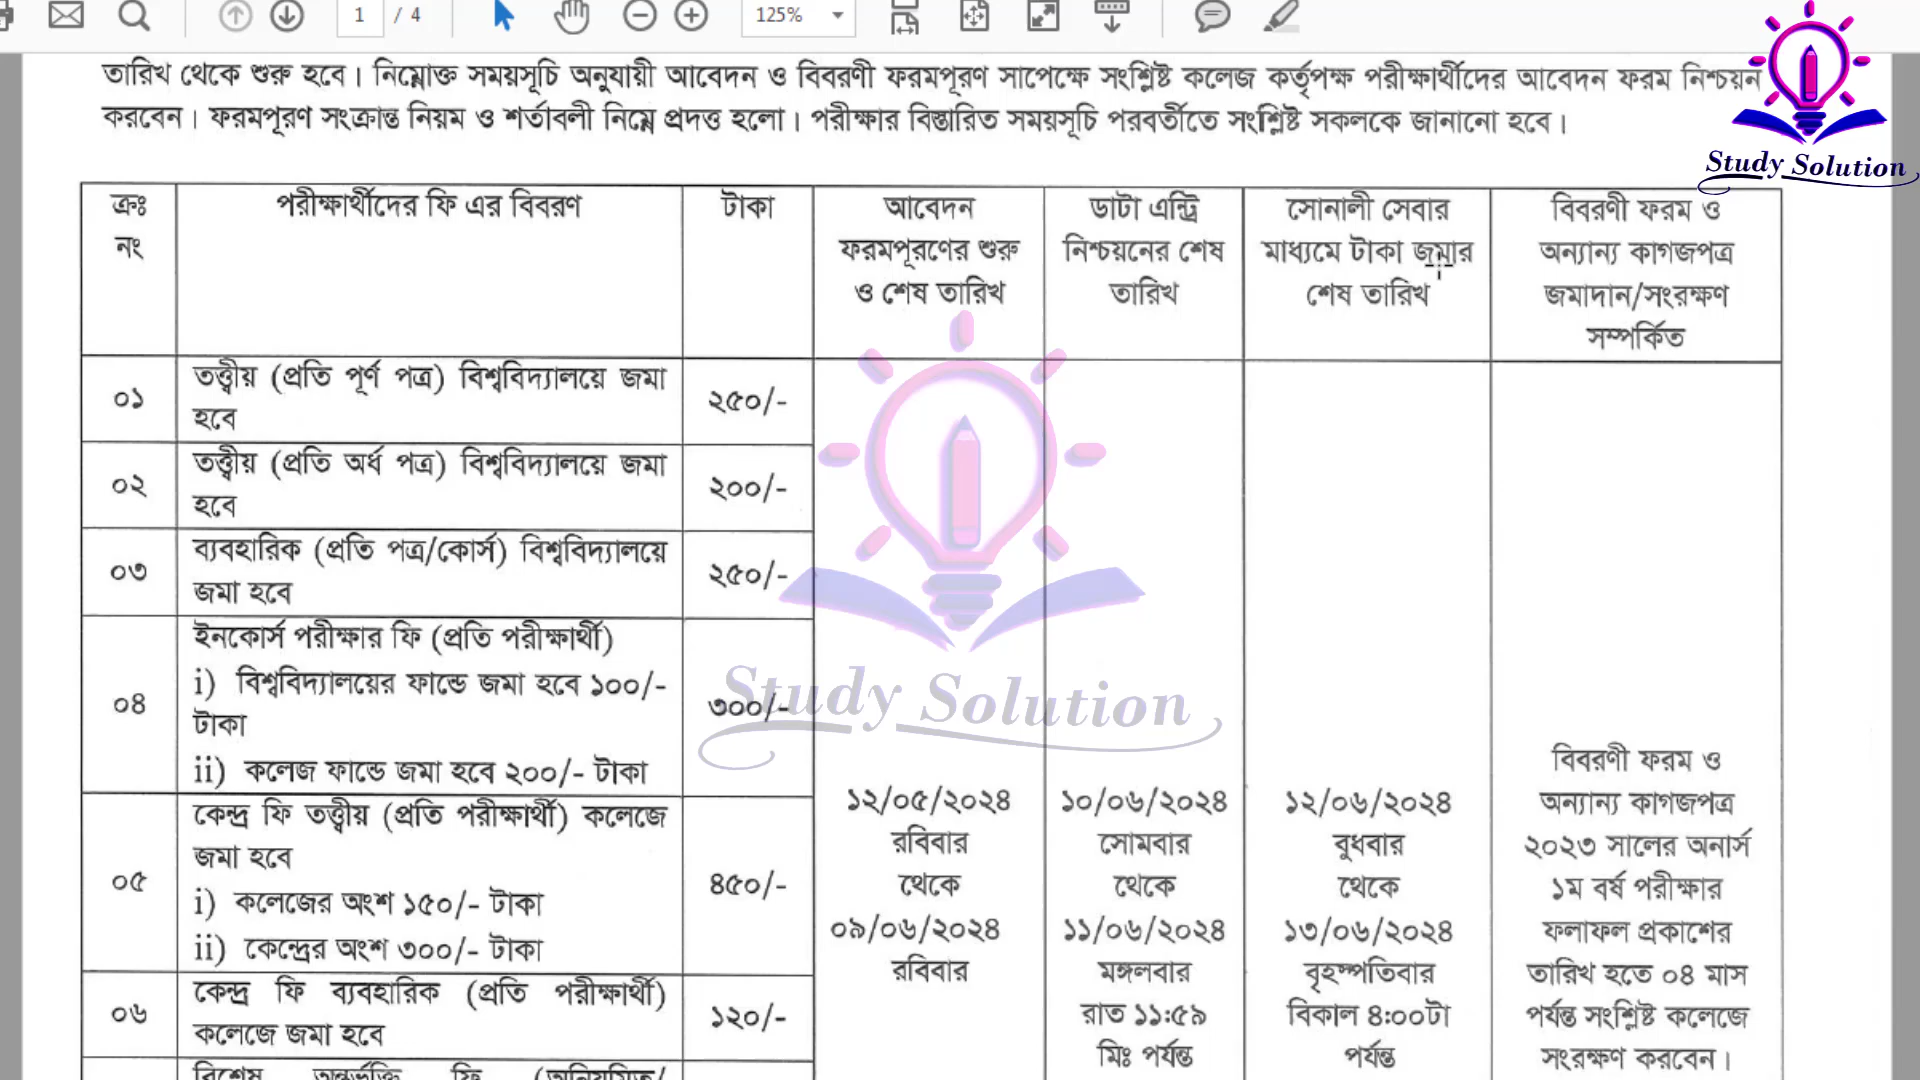 1 / 4
125%
তারিখ থেকে শুরু হবে। নিম্নোক্ত সময়সূচি অনুযায়ী আবেদন ও বিবরণী ফরমপূরণ সাপেক্ষে সংশ্লিষ্ট কলেজ কর্তৃপক্ষ পরীক্ষার্থীদের আবেদন ফরম নিশ্চয়ন
করবেন। ফরমপূরণ সংক্রান্ত নিয়ম ও শর্তাবলী নিম্নে প্রদত্ত হলো। পরীক্ষার বিস্তারিত সময়সূচি পরবর্তীতে সংশ্লিষ্ট সকলকে জানানো হবে।
Study Solution
ক্রঃ
নং
পরীক্ষার্থীদের ফি এর বিবরণ
টাকা
আবেদন
ফরমপূরণের শুরু
ও শেষ তারিখ
ডাটা এন্ট্রি
নিশ্চয়নের শেষ
তারিখ
সোনালী সেবার
মাধ্যমে টাকা জমার
শেষ তারিখ
বিবরণী ফরম ও
অন্যান্য কাগজপত্র
জমাদান/সংরক্ষণ
সম্পর্কিত
০১
তত্ত্বীয় (প্রতি পূর্ণ পত্র) বিশ্ববিদ্যালয়ে জমা
হবে
২৫০/-
০২
তত্ত্বীয় (প্রতি অর্ধ পত্র) বিশ্ববিদ্যালয়ে জমা
হবে
২০০/-
০৩
ব্যবহারিক (প্রতি পত্র/কোর্স) বিশ্ববিদ্যালয়ে
জমা হবে
২৫০/-
০৪
ইনকোর্স পরীক্ষার ফি (প্রতি পরীক্ষার্থী)
i) বিশ্ববিদ্যালয়ের ফান্ডে জমা হবে ১০০/-
টাকা
ii) কলেজ ফান্ডে জমা হবে ২০০/- টাকা
৩০০/-
০৫
কেন্দ্র ফি তত্ত্বীয় (প্রতি পরীক্ষার্থী) কলেজে
জমা হবে
i) কলেজের অংশ ১৫০/- টাকা
ii) কেন্দ্রের অংশ ৩০০/- টাকা
৪৫০/-
০৬
কেন্দ্র ফি ব্যবহারিক (প্রতি পরীক্ষার্থী)
কলেজে জমা হবে
১২০/-
বিশেষ অন্তর্ভুক্তি ফি (অনিয়মিত/
১২/০৫/২০২৪
রবিবার
থেকে
০৯/০৬/২০২৪
রবিবার
১০/০৬/২০২৪
সোমবার
থেকে
১১/০৬/২০২৪
মঙ্গলবার
রাত ১১:৫৯
মিঃ পর্যন্ত
১২/০৬/২০২৪
বুধবার
থেকে
১৩/০৬/২০২৪
বৃহস্পতিবার
বিকাল ৪:০০টা
পর্যন্ত
বিবরণী ফরম ও
অন্যান্য কাগজপত্র
২০২৩ সালের অনার্স
১ম বর্ষ পরীক্ষার
ফলাফল প্রকাশের
তারিখ হতে ০৪ মাস
পর্যন্ত সংশ্লিষ্ট কলেজে
সংরক্ষণ করবেন।
Study Solution